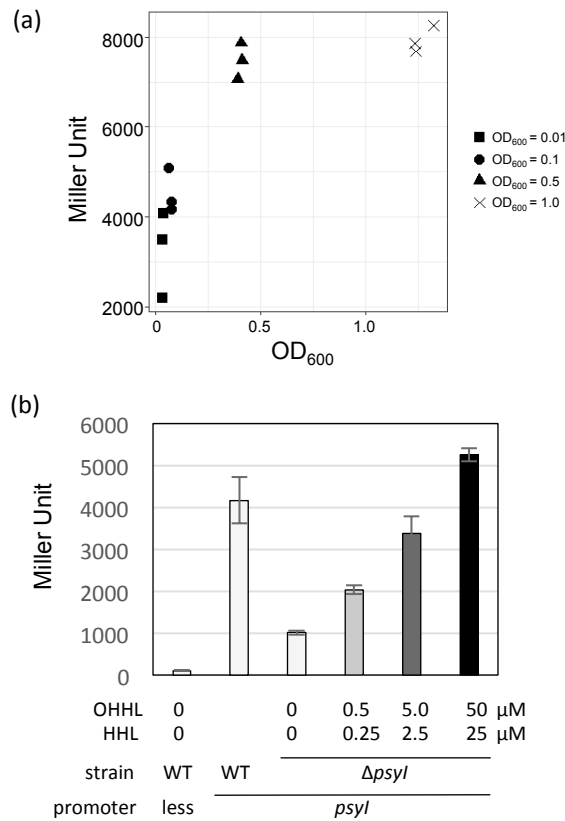 (a)
8000
6000
4000
2000
Miller Unit
0
0.5
1.0
OD600
OD600 = 0.01
OD600 = 0.1
OD600 = 0.5
OD600 = 1.0
(b)
6000
5000
4000
3000
2000
1000
0
Miller Unit
OHHL 0 0 0 0.5 5.0 50 μM
HHL 0 0 0 0.25 2.5 25 μM
strain WT WT ΔpsyI
promoter less psyI